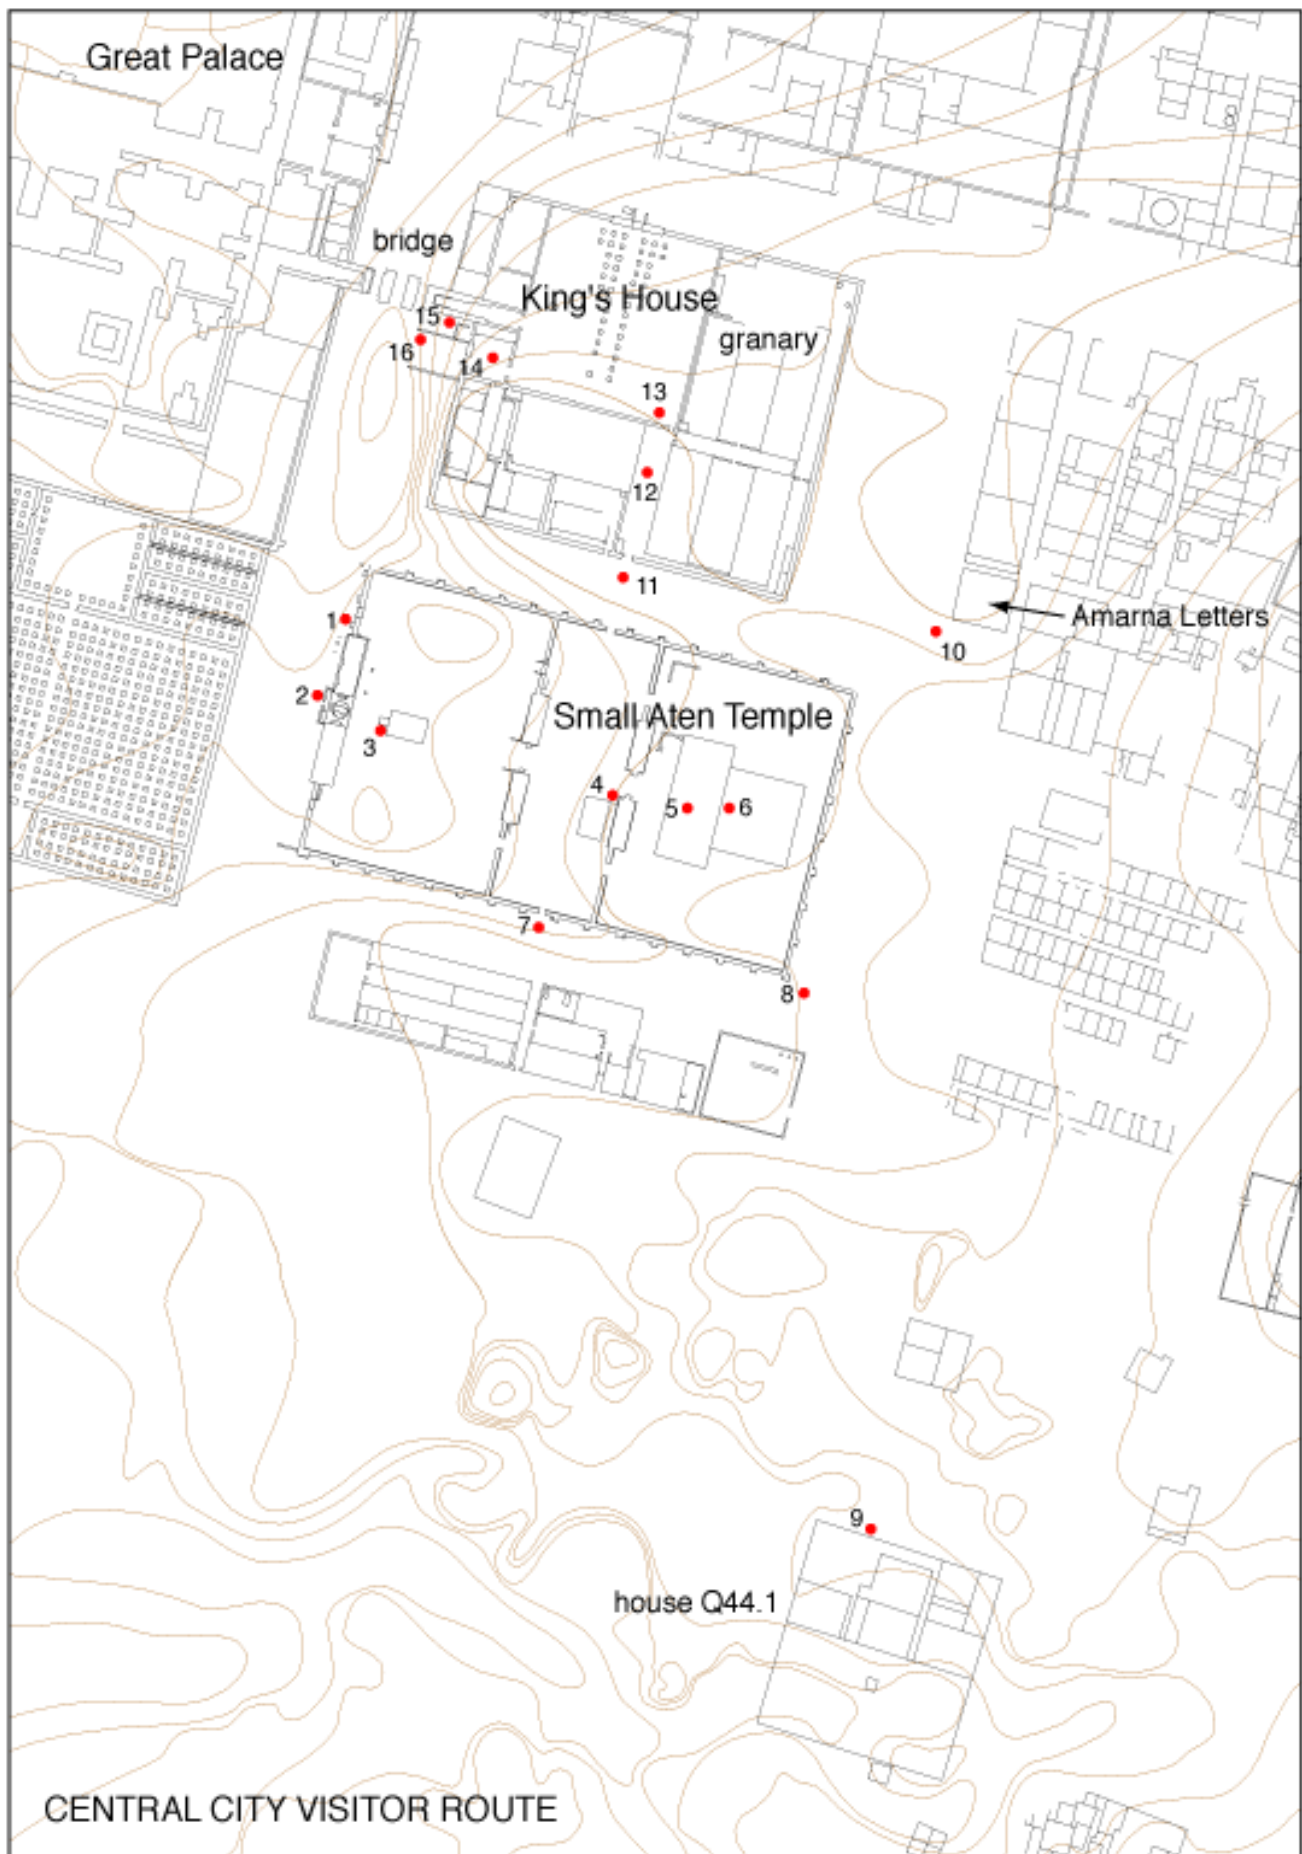 Great Palace
bridge
King's House
15
granary
16
14
13
12
11
1
Amarna Letters
10
2
Small Aten Temple
3
4
5
6
7
8
9
house Q44.1
CENTRAL CITY VISITOR ROUTE